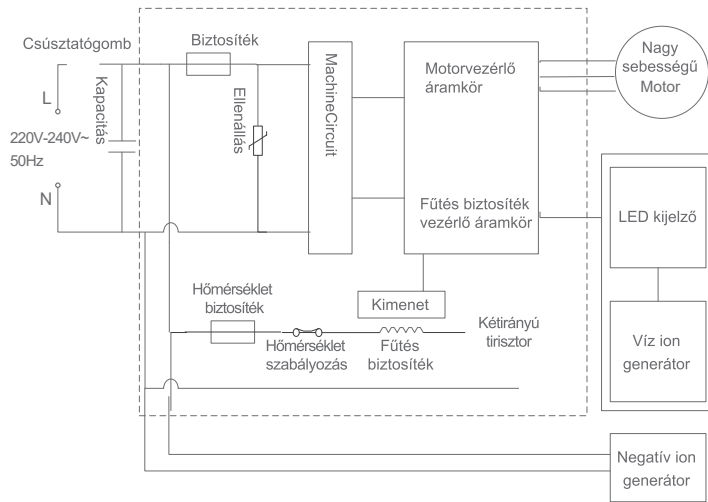 Csúsztatógomb
Biztosíték
L
220V-240V~
50Hz
N
Kapacitás
Ellenállás
MachineCircuit
Motorvezérlő
áramkör
Fűtés biztosíték
vezérlő áramkör
Nagy
sebességű
Motor
LED kijelző
Víz ion
generátor
Kimenet
Hőmérséklet
biztosíték
Hőmérséklet
szabályozás
Fűtés
biztosíték
Kétirányú
tirisztor
Negatív ion
generátor